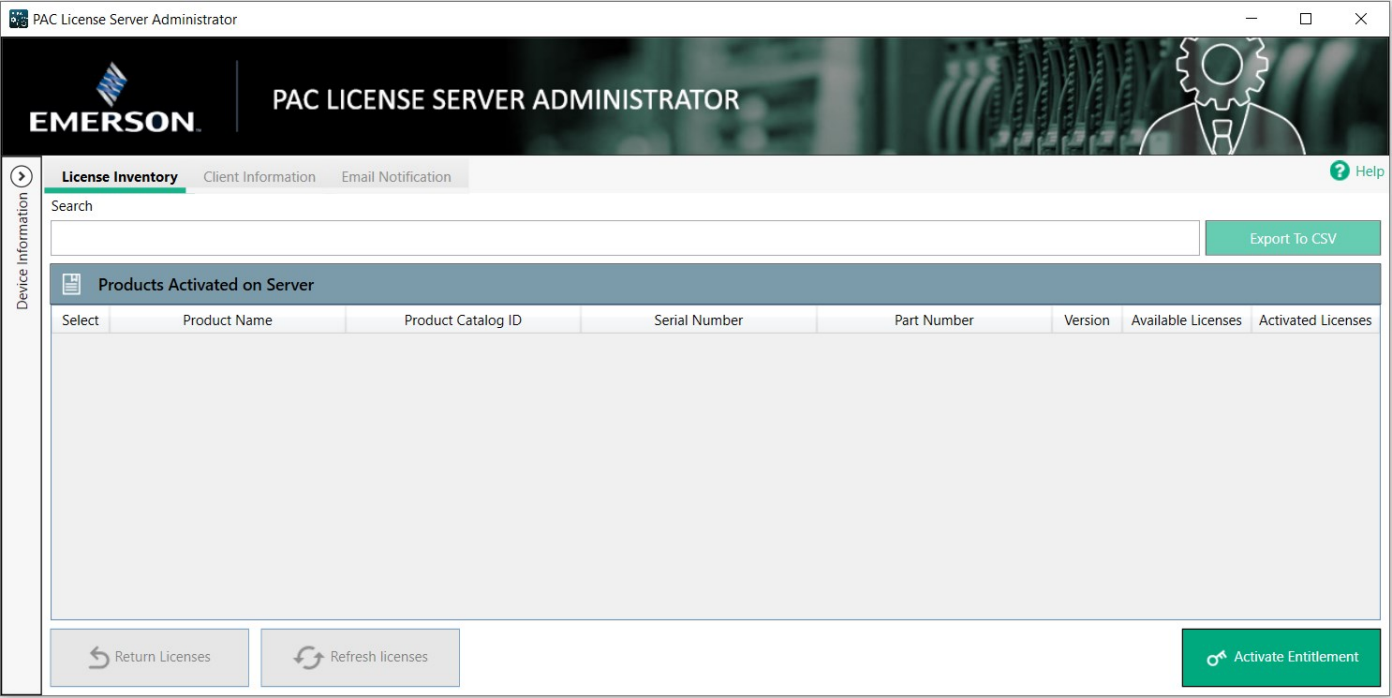 PAC License Server Administrator
EMERSON.
PAC LICENSE SERVER ADMINISTRATOR
License Inventory Client Information Email Notification
Help
Device Information
Search
Export To CSV
Products Activated on Server
Select Product Name Product Catalog ID Serial Number Part Number Version Available Licenses Activated Licenses
Return Licenses Refresh licenses Activate Entitlement